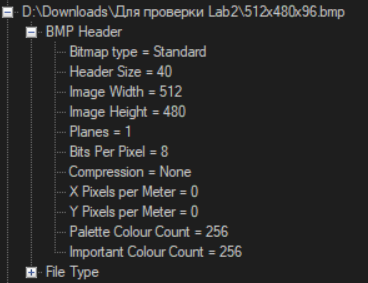 D:\Downloads\Для проверки Lab2\512x480x96.bmp
BMP Header
Bitmap type = Standard
Header Size = 40
Image Width = 512
Image Height = 480
Planes = 1
Bits Per Pixel = 8
Compression = None
X Pixels per Meter = 0
Y Pixels per Meter = 0
Palette Colour Count = 256
Important Colour Count = 256
File Type